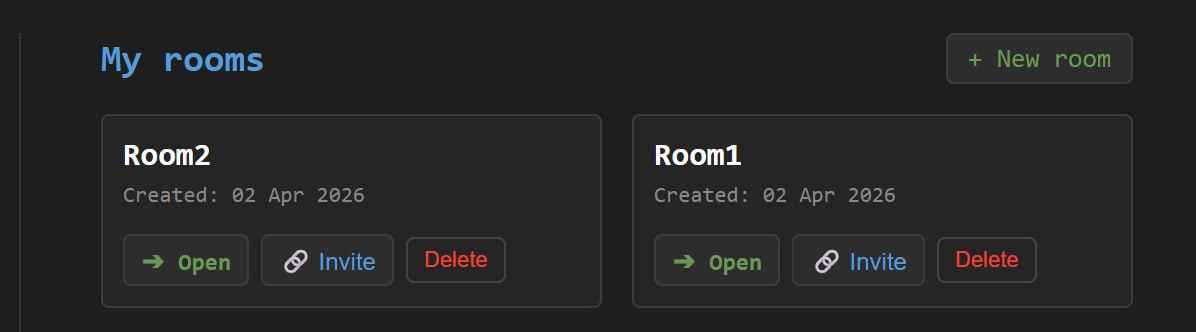 My rooms
+ New room
Room2
Created: 02 Apr 2026
➔ Open
🔗 Invite
Delete
Room1
Created: 02 Apr 2026
➔ Open
🔗 Invite
Delete